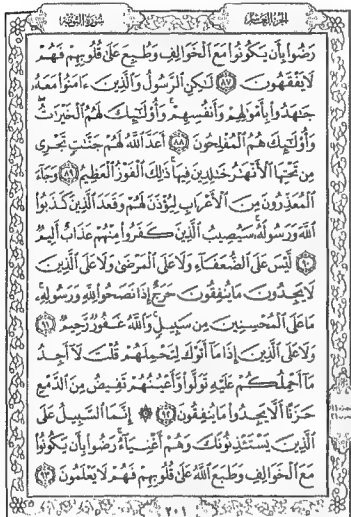 الجزء العاشر
سورة التوبة
رَضُوا۟ بِأَن يَكُونُوا۟ مَعَ ٱلْخَوَالِفِ وَطُبِعَ عَلَىٰ قُلُوبِهِمْ فَهُمْ
لَا يَفْقَهُونَ ﴿٨٧﴾ لَٰكِنِ ٱلرَّسُولُ وَٱلَّذِينَ ءَامَنُوا۟ مَعَهُۥ
جَٰهَدُوا۟ بِأَمْوَٰلِهِمْ وَأَنفُسِهِمْ ۚ وَأُو۟لَٰٓئِكَ لَهُمُ ٱلْخَيْرَٰتُ ۖ
وَأُو۟لَٰٓئِكَ هُمُ ٱلْمُفْلِحُونَ ﴿٨٨﴾ أَعَدَّ ٱللَّهُ لَهُمْ جَنَّٰتٍ تَجْرِى
مِن تَحْتِهَا ٱلْأَنْهَٰرُ خَٰلِدِينَ فِيهَا ۚ ذَٰلِكَ ٱلْفَوْزُ ٱلْعَظِيمُ ﴿٨٩﴾ وَجَآءَ
ٱلْمُعَذِّرُونَ مِنَ ٱلْأَعْرَابِ لِيُؤْذَنَ لَهُمْ وَقَعَدَ ٱلَّذِينَ كَذَبُوا۟
ٱللَّهَ وَرَسُولَهُۥ ۚ سَيُصِيبُ ٱلَّذِينَ كَفَرُوا۟ مِنْهُمْ عَذَابٌ أَلِيمٌ
﴿٩٠﴾ لَّيْسَ عَلَى ٱلضُّعَفَآءِ وَلَا عَلَى ٱلْمَرْضَىٰ وَلَا عَلَى ٱلَّذِينَ
لَا يَجِدُونَ مَا يُنفِقُونَ حَرَجٌ إِذَا نَصَحُوا۟ لِلَّهِ وَرَسُولِهِۦ ۚ
مَا عَلَى ٱلْمُحْسِنِينَ مِن سَبِيلٍ ۚ وَٱللَّهُ غَفُورٌ رَّحِيمٌ ﴿٩١﴾
وَلَا عَلَى ٱلَّذِينَ إِذَا مَآ أَتَوْكَ لِتَحْمِلَهُمْ قُلْتَ لَآ أَجِدُ
مَآ أَحْمِلُكُمْ عَلَيْهِ تَوَلَّوا۟ وَّأَعْيُنُهُمْ تَفِيضُ مِنَ ٱلدَّمْعِ
حَزَنًا أَلَّا يَجِدُوا۟ مَا يُنفِقُونَ ﴿٩٢﴾ ۞ إِنَّمَا ٱلسَّبِيلُ عَلَى
ٱلَّذِينَ يَسْتَـْٔذِنُونَكَ وَهُمْ أَغْنِيَآءُ ۚ رَضُوا۟ بِأَن يَكُونُوا۟
مَعَ ٱلْخَوَالِفِ وَطَبَعَ ٱللَّهُ عَلَىٰ قُلُوبِهِمْ فَهُمْ لَا يَعْلَمُونَ ﴿٩٣﴾
٢٠١